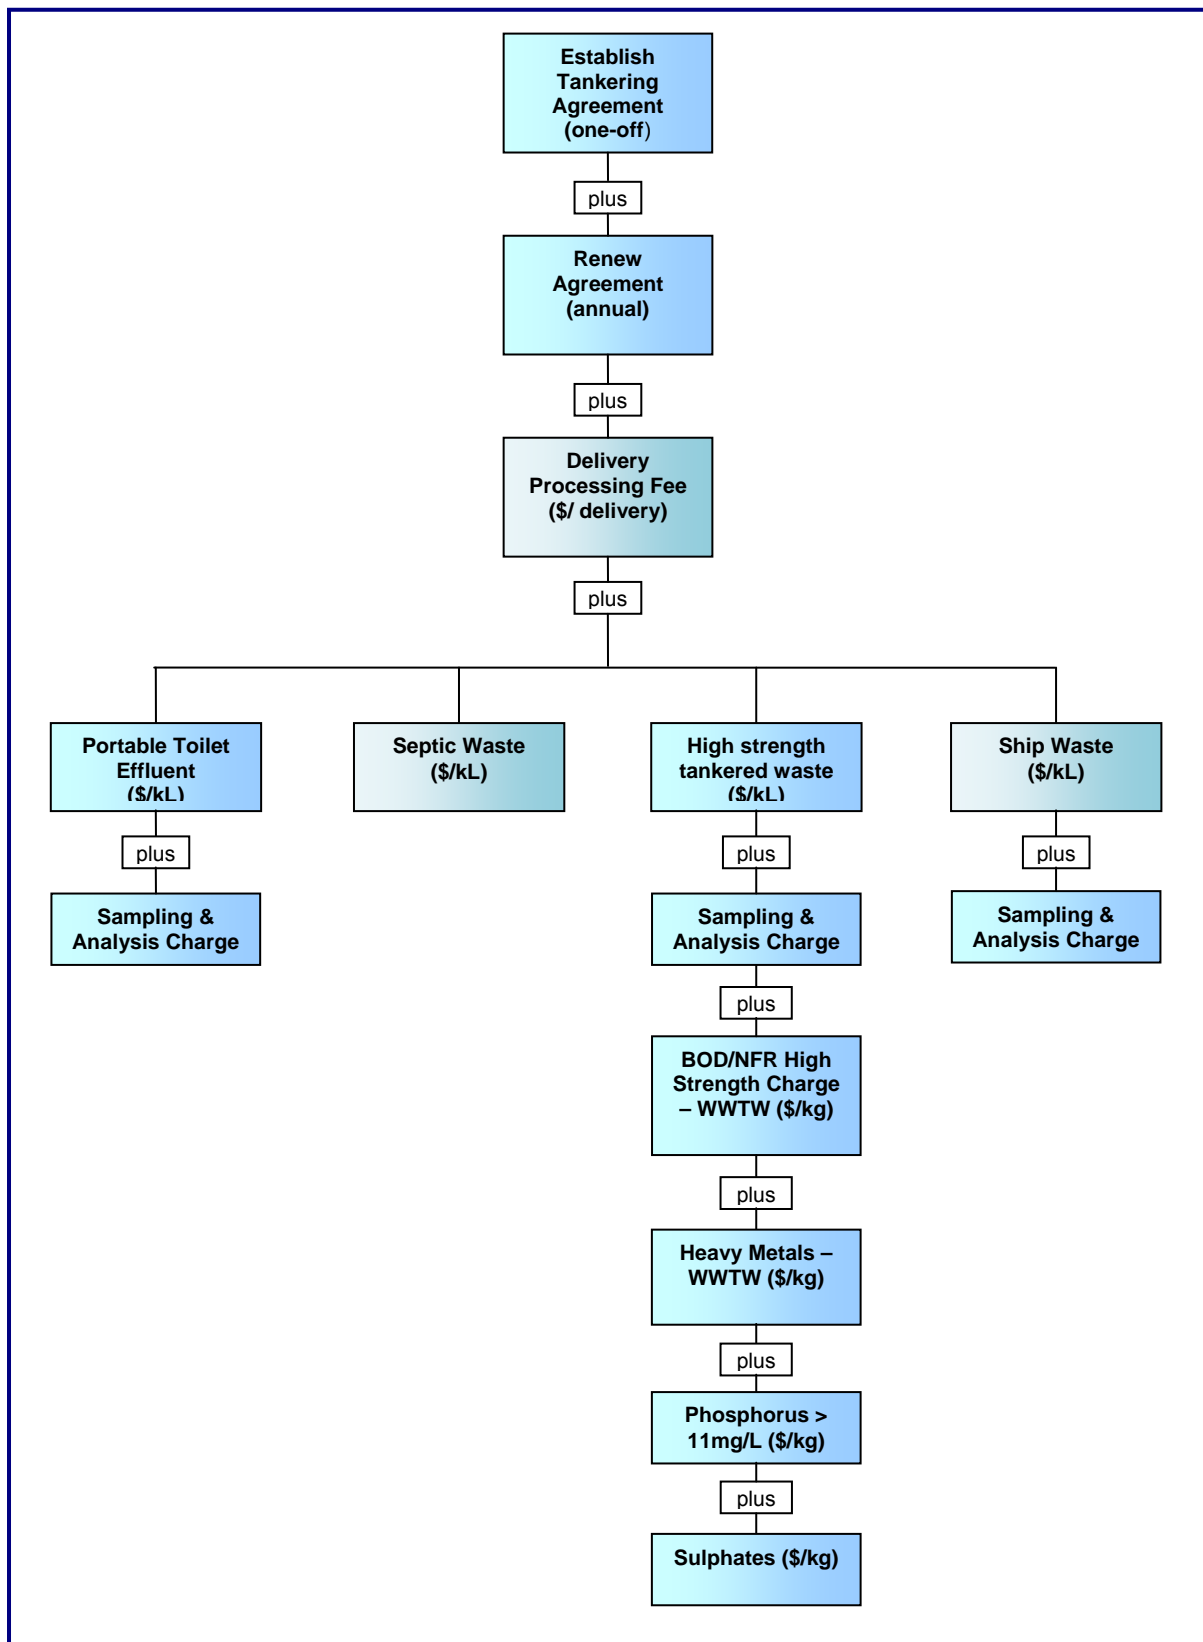 Establish
Tankering
Agreement
(one-off)
plus
Renew
Agreement
(annual)
plus
Delivery
Processing Fee
($/ delivery)
plus
Portable Toilet
Effluent
($/kL)
plus
Sampling &
Analysis Charge
Septic Waste
($/kL)
High strength
tankered waste
($/kL)
plus
Sampling &
Analysis Charge
plus
BOD/NFR High
Strength Charge
– WWTW ($/kg)
plus
Heavy Metals –
WWTW ($/kg)
plus
Phosphorus >
11mg/L ($/kg)
plus
Sulphates ($/kg)
Ship Waste
($/kL)
plus
Sampling &
Analysis Charge